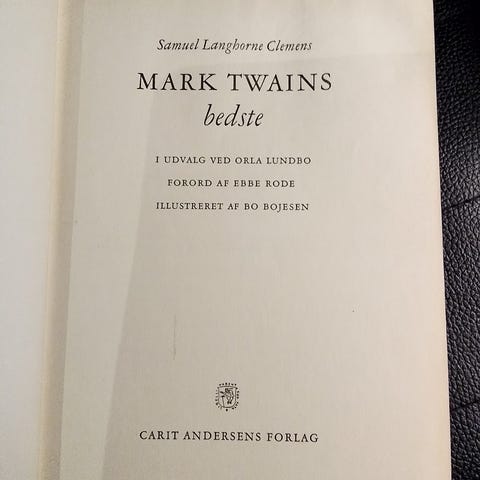 Samuel Langhorne Clemens
MARK TWAINS
bedste
I UDVALG VED ORLA LUNDBO
FORORD AF EBBE RODE
ILLUSTRERET AF BO BOJESEN
CARIT ANDERSENS FORLAG